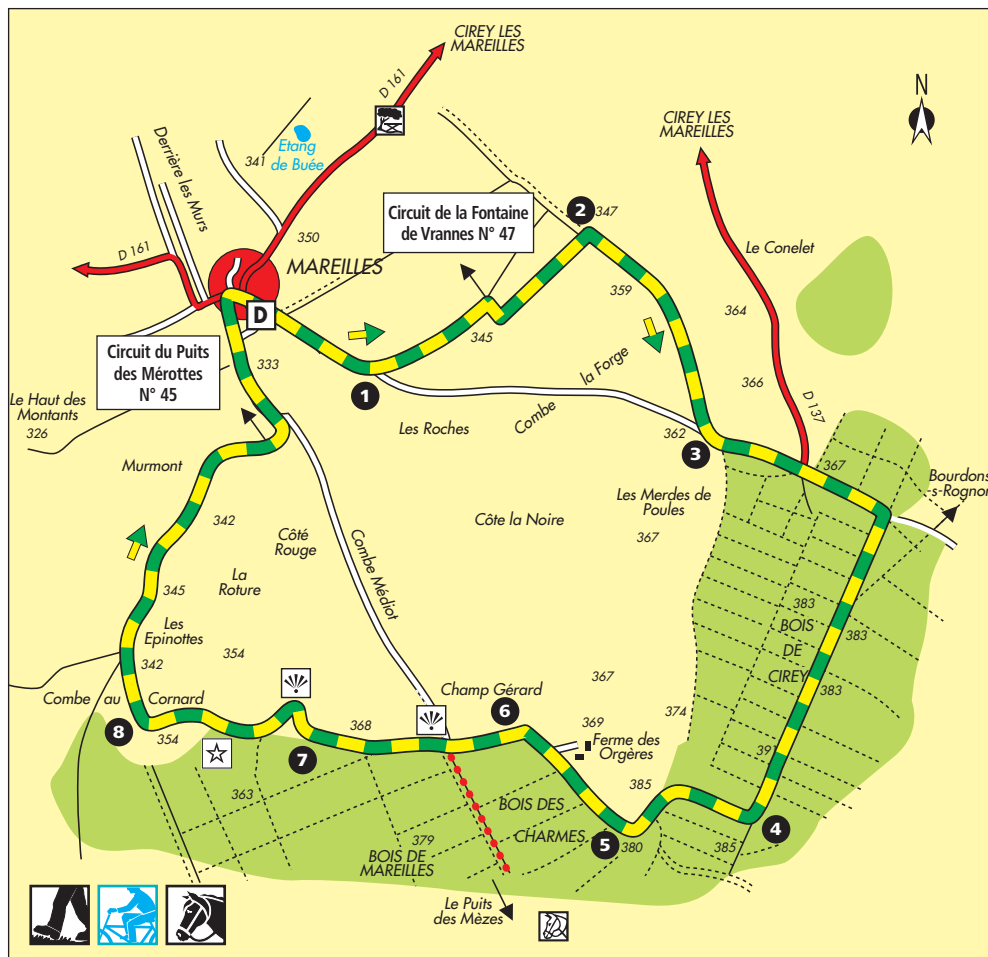 CIREY LES
MAREILLES
D 161
N
CIREY LES
MAREILLES
Derrière les Murs
Etang
de Buée
341
Circuit de la Fontaine
de Vrannes N° 47
2
347
350
Le Conelet
D 161
MAREILLES
359
364
D
345
Circuit du Puits
des Mérottes
N° 45
333
1
la Forge
Combe
366
D 137
Le Haut des
Montants
326
Les Roches
362
3
367
Murmont
Bourdons
-s-Rognon
Les Merdes de
Poules
342
Côté
Rouge
Côte la Noire
367
Combe Médiot
La
Roture
345
383
383
Les
Epinottes
BOIS
DE
CIREY
342
354
367
383
Combe au
Cornard
Champ Gérard
6
374
368
369
8
354
Ferme des
Orgères
391
7
385
363
BOIS DES
CHARMES
4
379
5
380
385
BOIS DE
MAREILLES
Le Puits
des Mèzes